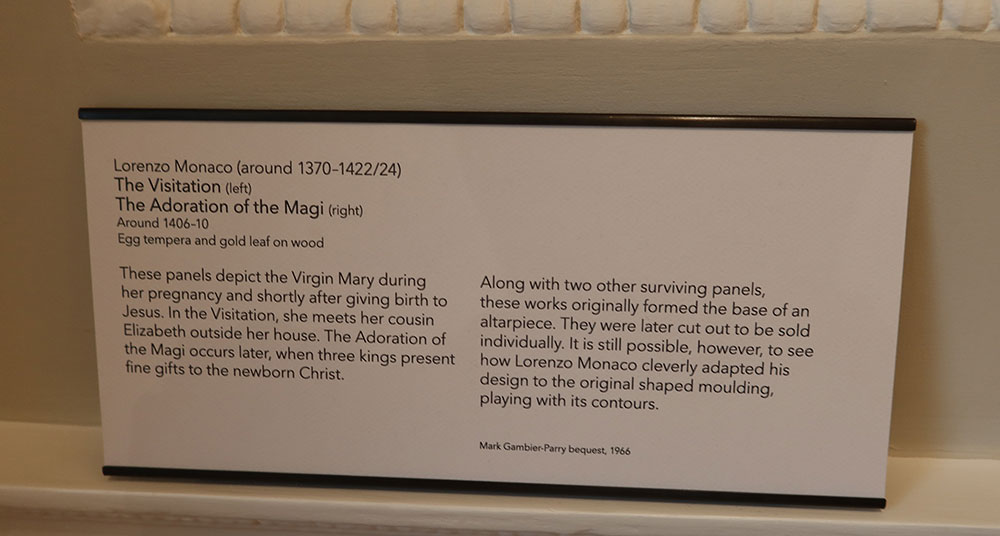 Lorenzo Monaco (around 1370–1422/24)
The Visitation (left)
The Adoration of the Magi (right)
Around 1406–10
Egg tempera and gold leaf on wood
These panels depict the Virgin Mary during
her pregnancy and shortly after giving birth to
Jesus. In the Visitation, she meets her cousin
Elizabeth outside her house. The Adoration of
the Magi occurs later, when three kings present
fine gifts to the newborn Christ.
Along with two other surviving panels,
these works originally formed the base of an
altarpiece. They were later cut out to be sold
individually. It is still possible, however, to see
how Lorenzo Monaco cleverly adapted his
design to the original shaped moulding,
playing with its contours.
Mark Gambier-Parry bequest, 1966